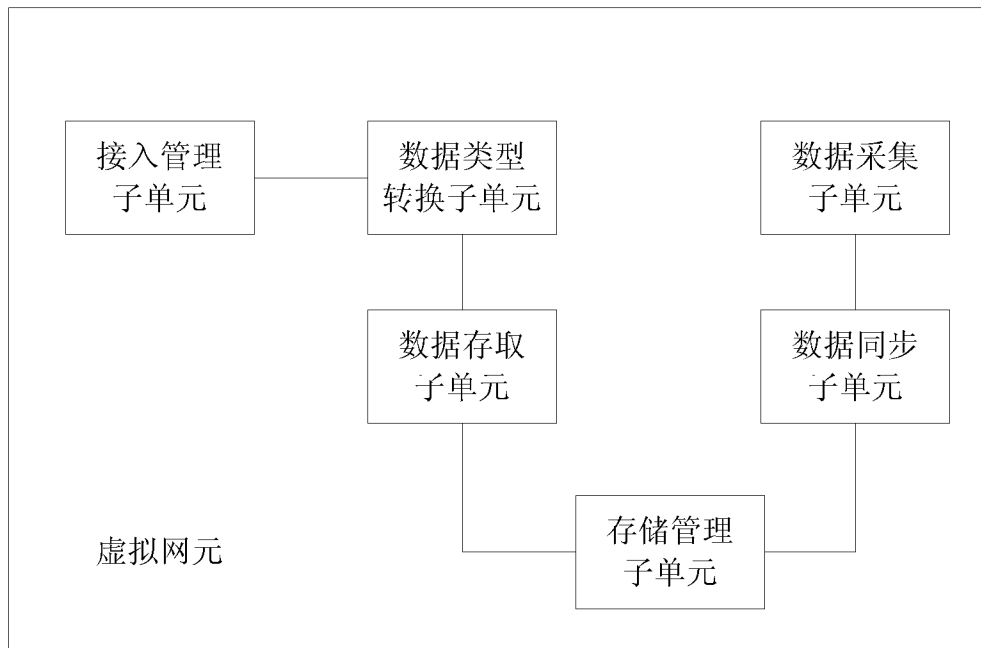 接入管理
子单元
数据类型
转换子单元
数据采集
子单元
数据存取
子单元
数据同步
子单元
存储管理
子单元
虚拟网元